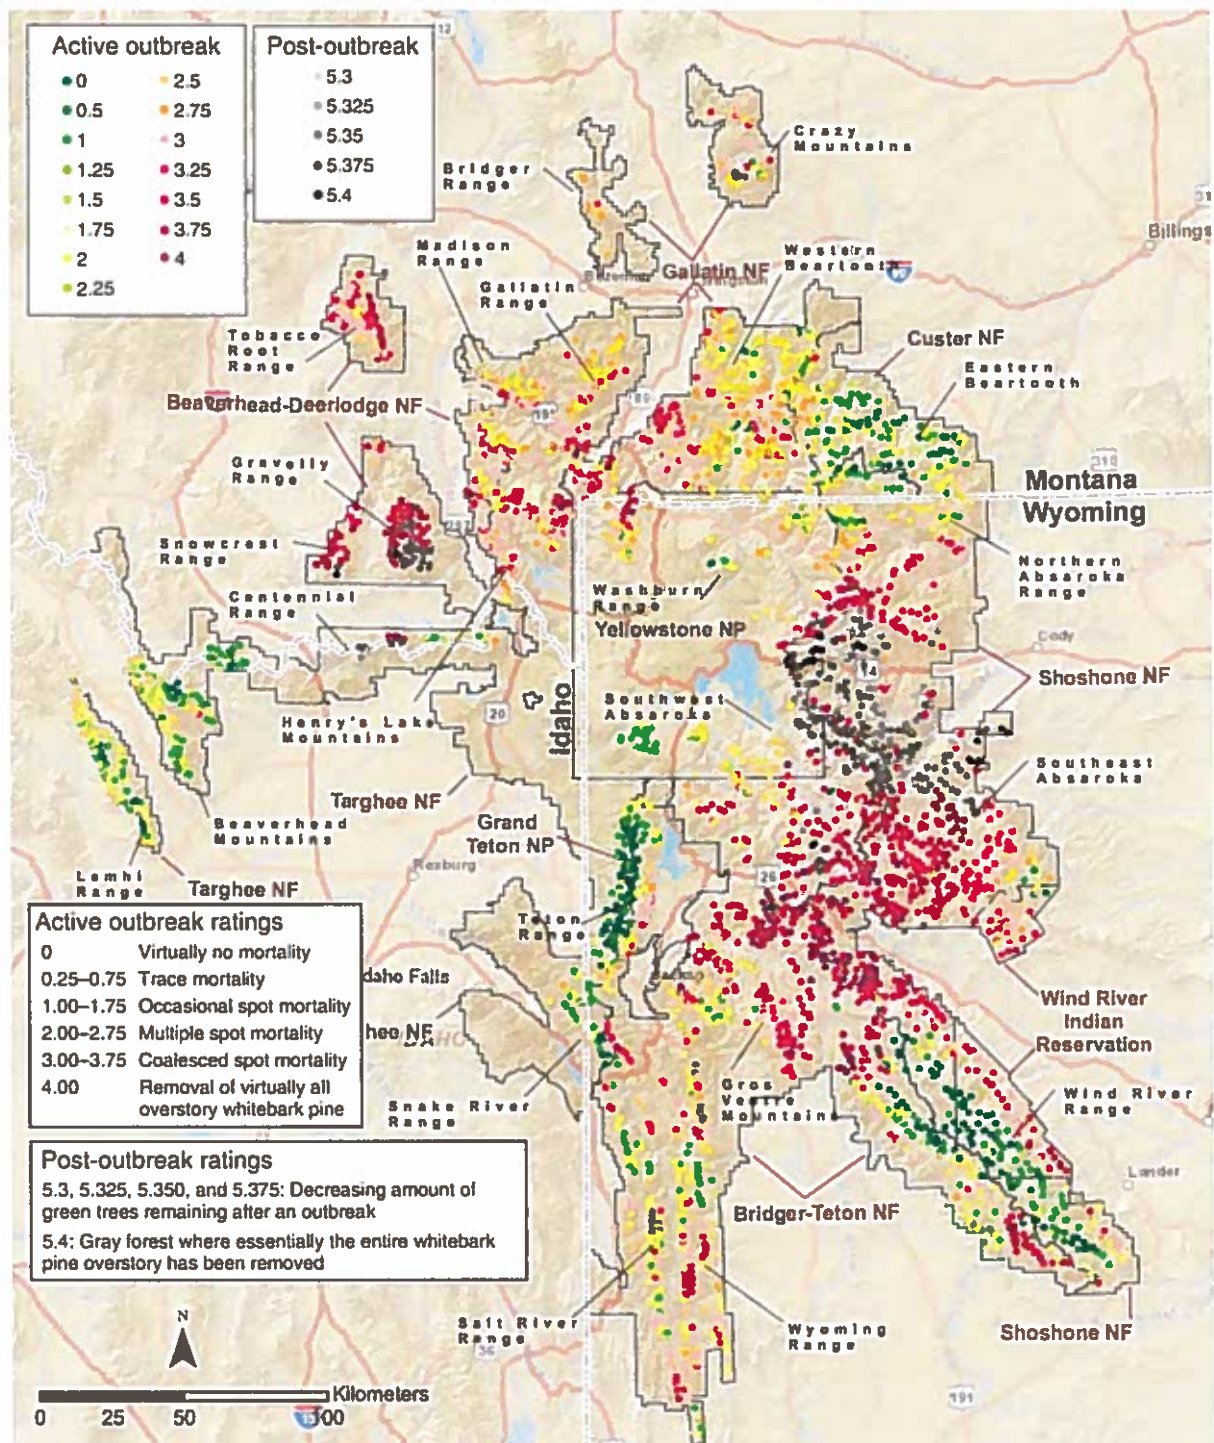 Active outbreak
0
0.5
1
1.25
1.5
1.75
2
2.25
2.5
2.75
3
3.25
3.5
3.75
4
Post-outbreak
5.3
5.325
5.35
5.375
5.4
12
Crazy
Mountains
Bridger
Range
Billings
Madison
Range
Gallatin NF
Western
Beartooth
Gallatin
Range
Tobacco
Root
Range
Custer NF
Eastern
Beartooth
Beaverhead-Deerlodge NF
191
89
Gravelly
Range
Montana
Wyoming
Snowcrest
Range
Northern
Absaroka
Range
Washburn
Range
Centennial
Range
Yellowstone NP
Cody
14
Shoshone NF
Southwest
Absaroka
Idaho
20
Henry's Lake
Mountains
Southeast
Absaroka
Targhee NF
Beaverhead
Mountains
Grand
Teton NP
Rexburg
26
Lemhi
Range
Targhee NF
Teton
Range
Active outbreak ratings
0 Virtually no mortality
0.25–0.75 Trace mortality
1.00–1.75 Occasional spot mortality
2.00–2.75 Multiple spot mortality
3.00–3.75 Coalesced spot mortality
4.00 Removal of virtually all
overstory whitebark pine
daho Falls
hee NF
Wind River
Indian
Reservation
Gros
Ventre
Mountains
Wind River
Range
Snake River
Range
Lander
Post-outbreak ratings
5.3, 5.325, 5.350, and 5.375: Decreasing amount of
green trees remaining after an outbreak
5.4: Gray forest where essentially the entire whitebark
pine overstory has been removed
Bridger-Teton NF
Salt River
Range
Wyoming
Range
Shoshone NF
N
Kilometers
0 25 50 100
191